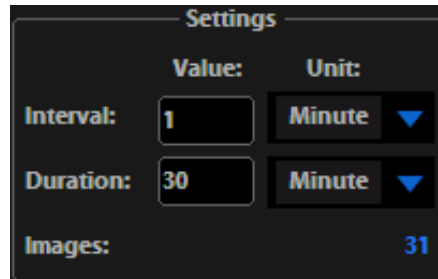 Settings
Value: Unit:
Interval: 1 Minute
Duration: 30 Minute
Images: 31